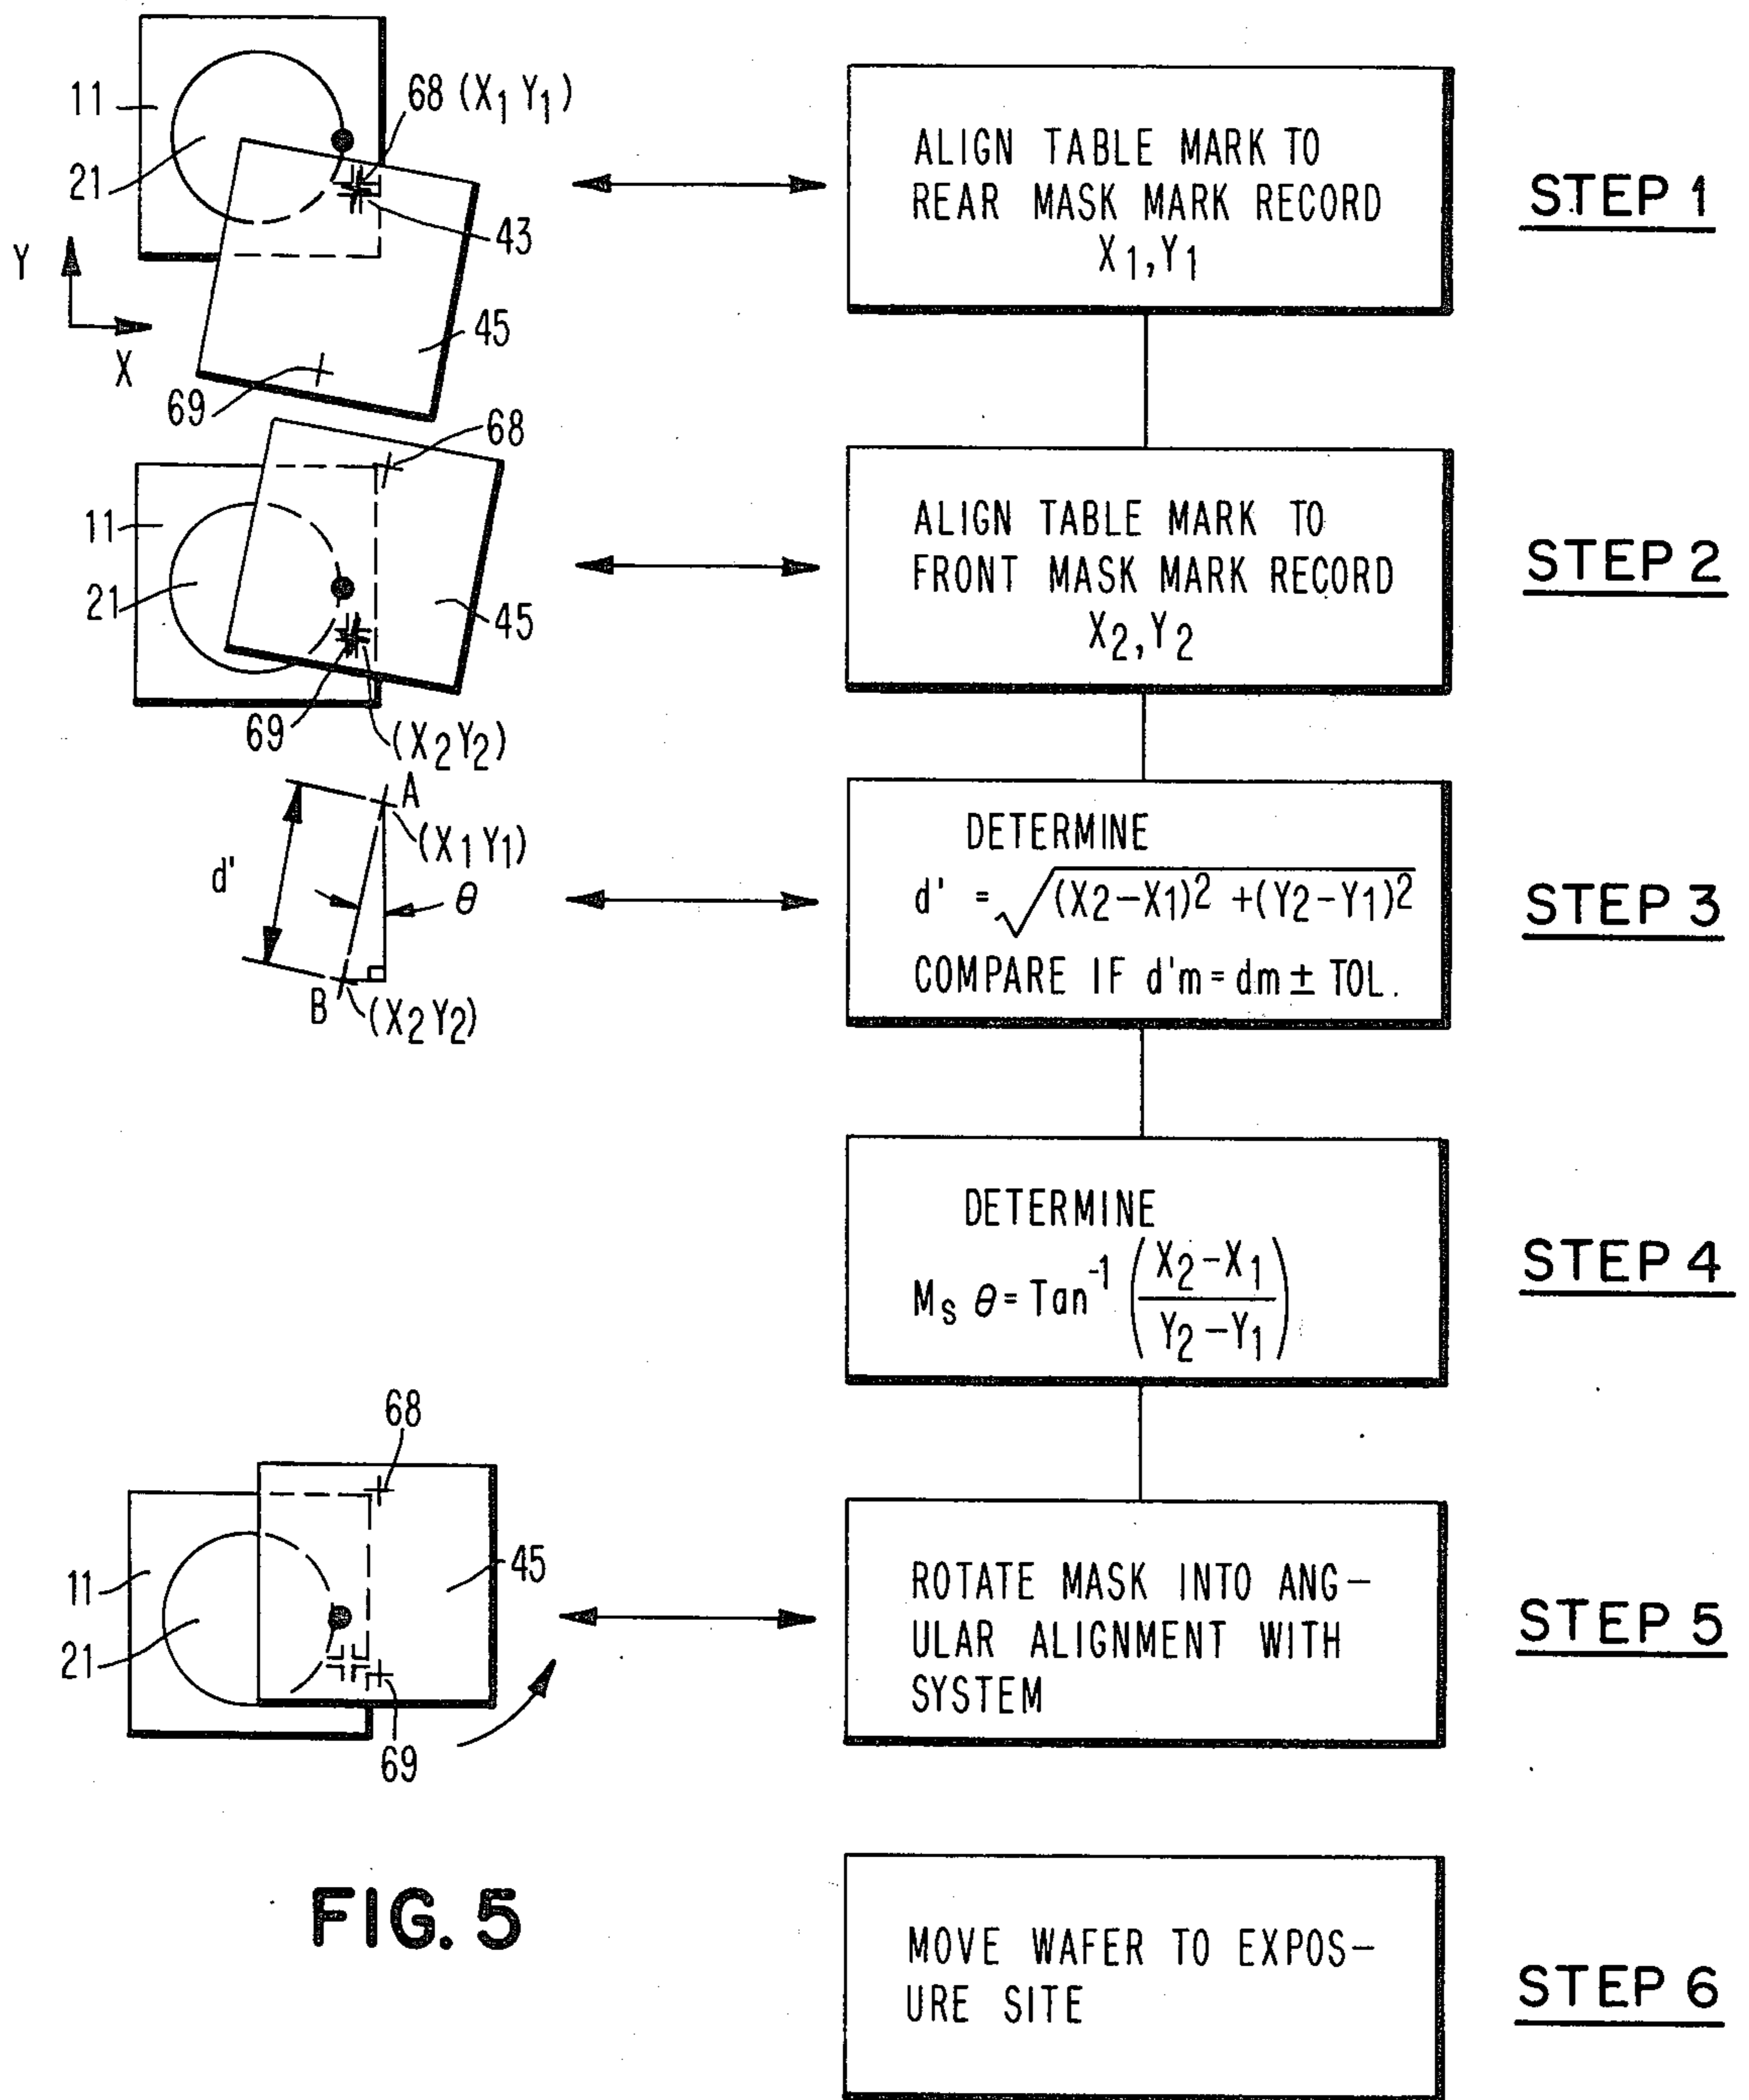 11
21
68 (X1 Y1)
43
Y
X
45
69
ALIGN TABLE MARK TO
REAR MASK MARK RECORD
X1,Y1
STEP 1
68
11
21
45
69
(X2Y2)
ALIGN TABLE MARK TO
FRONT MASK MARK RECORD
X2,Y2
STEP 2
A
(X1Y1)
d'
θ
B
(X2Y2)
DETERMINE
d' = √(X2−X1)2 +(Y2−Y1)2
COMPARE IF d'm = dm ± TOL.
STEP 3
DETERMINE
Ms θ = Tan-1 (X2−X1 / Y2−Y1)
STEP 4
68
11
21
45
69
ROTATE MASK INTO ANG–
ULAR ALIGNMENT WITH
SYSTEM
STEP 5
FIG. 5
MOVE WAFER TO EXPOS–
URE SITE
STEP 6